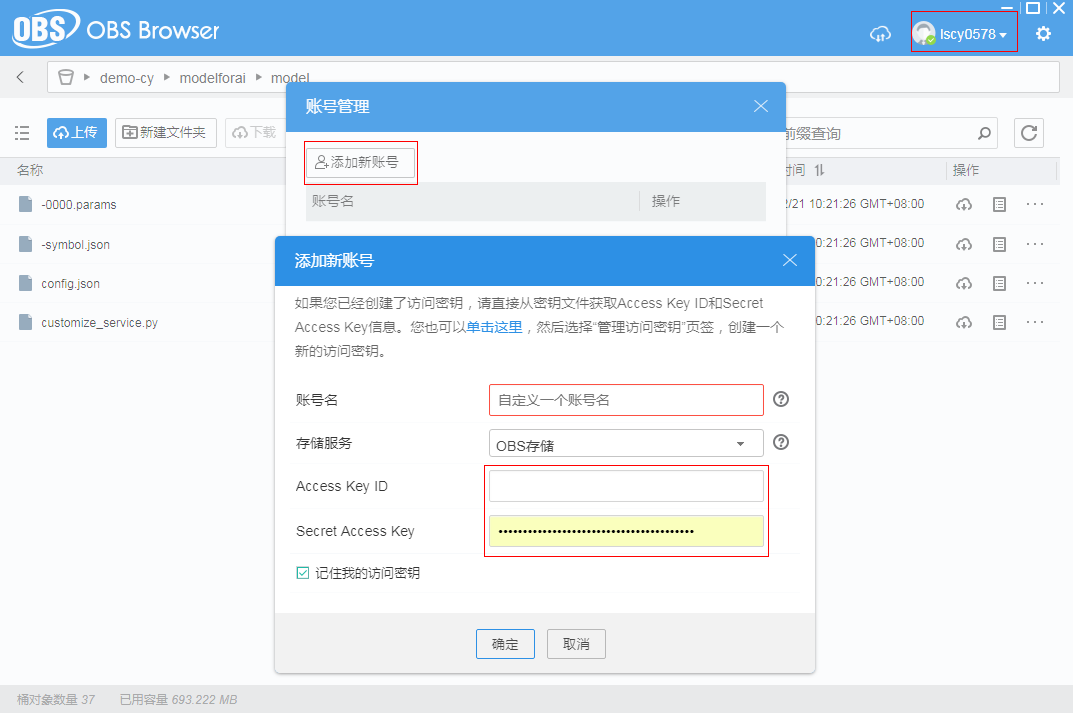 OBS OBS Browser
lscy0578
demo-cy modelforai model
账号管理
上传 新建文件夹 下载
前缀查询
添加新账号
名称
时间
操作
账号名 操作
-0000.params
2/21 10:21:26 GMT+08:00
-symbol.json
0:21:26 GMT+08:00
config.json
0:21:26 GMT+08:00
customize_service.py
0:21:26 GMT+08:00
添加新账号
如果您已经创建了访问密钥，请直接从密钥文件获取Access Key ID和Secret
Access Key信息。您也可以单击这里，然后选择“管理访问密钥”页签，创建一个
新的访问密钥。
账号名 自定义一个账号名
存储服务 OBS存储
Access Key ID
Secret Access Key
记住我的访问密钥
确定 取消
桶对象数量 37 已用容量 693.222 MB